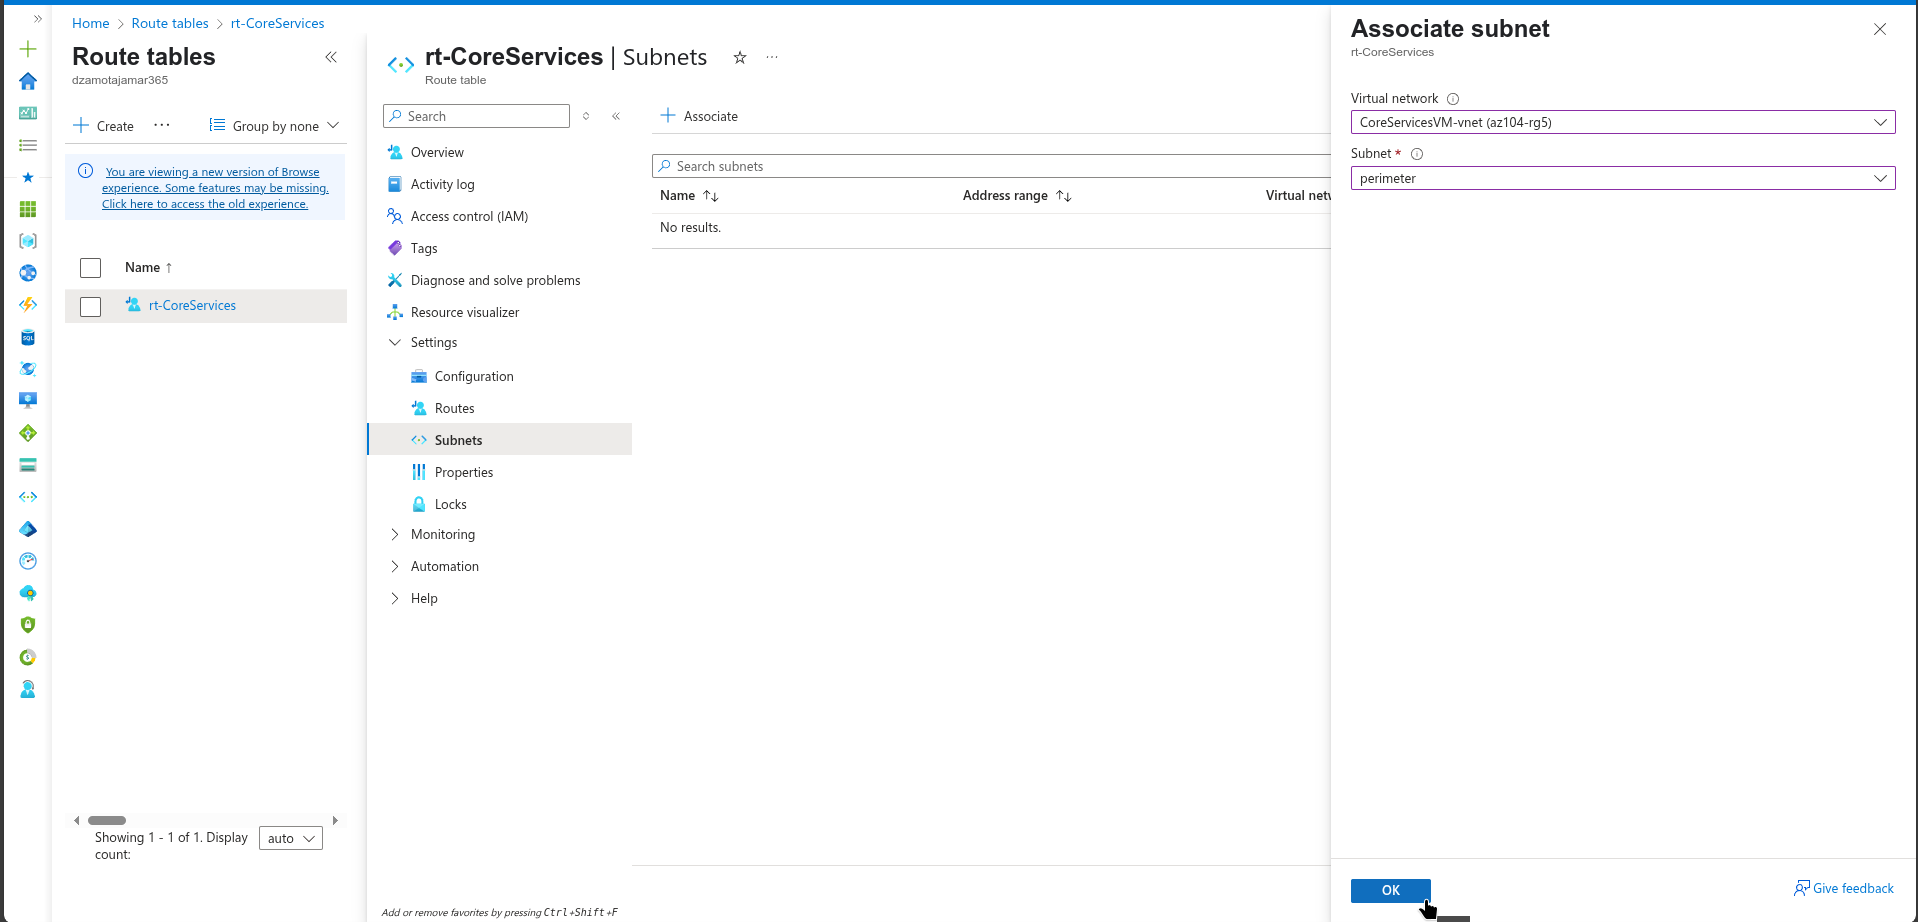 Home > Route tables > rt-CoreServices
Route tables
dzamotajamar365
Create
Group by none
You are viewing a new version of Browse
experience. Some features may be missing.
Click here to access the old experience.
Name ↑
rt-CoreServices
Showing 1 - 1 of 1. Display
count:
auto
rt-CoreServices | Subnets
Route table
Search
Overview
Activity log
Access control (IAM)
Tags
Diagnose and solve problems
Resource visualizer
Settings
Configuration
Routes
Subnets
Properties
Locks
Monitoring
Automation
Help
Add or remove favorites by pressing Ctrl+Shift+F
Associate
Search subnets
Name ↑↓ Address range ↑↓ Virtual netw
No results.
Associate subnet
rt-CoreServices
Virtual network
CoreServicesVM-vnet (az104-rg5)
Subnet *
perimeter
OK
Give feedback